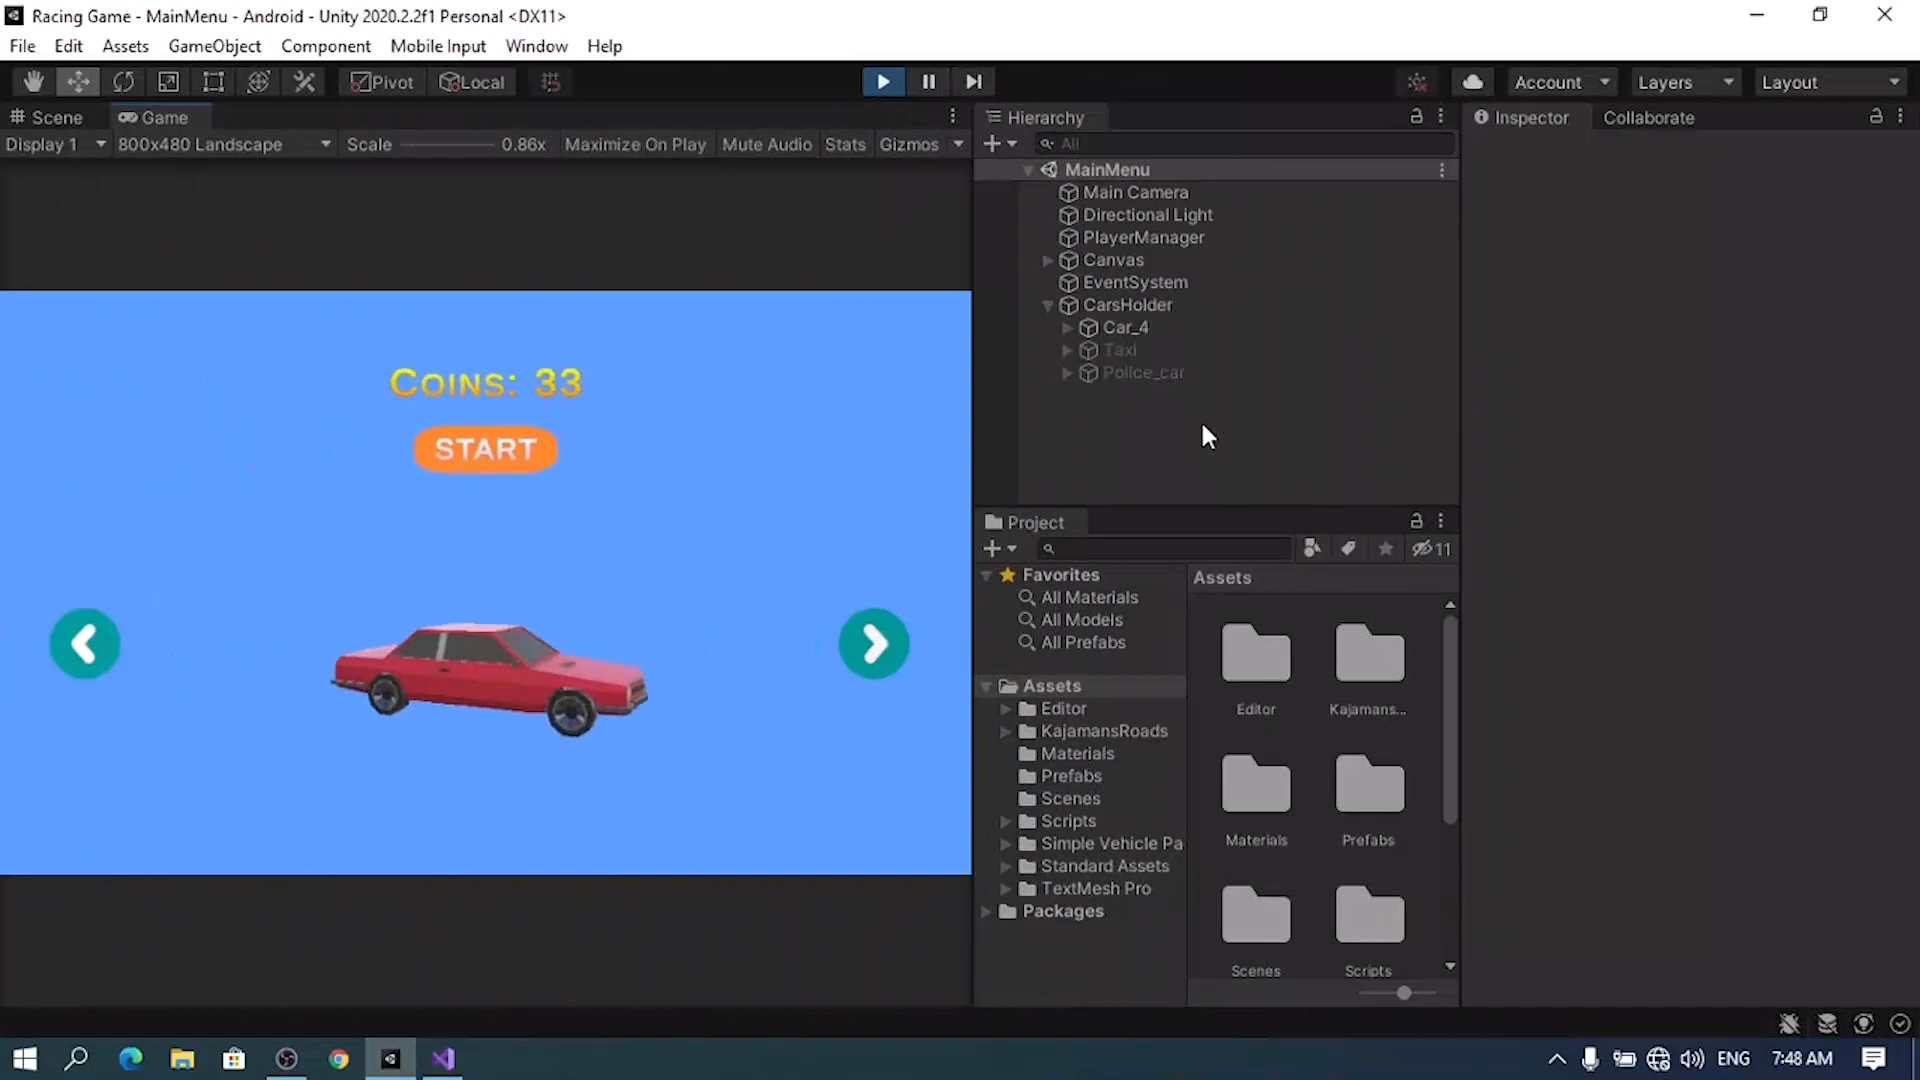 Racing Game - MainMenu - Android - Unity 2020.2.2f1 Personal <DX11>
File Edit Assets GameObject Component Mobile Input Window Help
Pivot Local Account Layers Layout
Scene Game
Display 1 800x480 Landscape Scale 0.86x Maximize On Play Mute Audio Stats Gizmos
COINS: 33
START
Hierarchy
All
MainMenu
Main Camera
Directional Light
PlayerManager
Canvas
EventSystem
CarsHolder
Car_4
Taxi
Police_car
Project
11
Favorites
All Materials
All Models
All Prefabs
Assets
Editor
KajamansRoads
Materials
Prefabs
Scenes
Scripts
Simple Vehicle Pa
Standard Assets
TextMesh Pro
Packages
Assets
Editor Kajamans...
Materials Prefabs
Scenes Scripts
Inspector Collaborate
ENG 7:48 AM